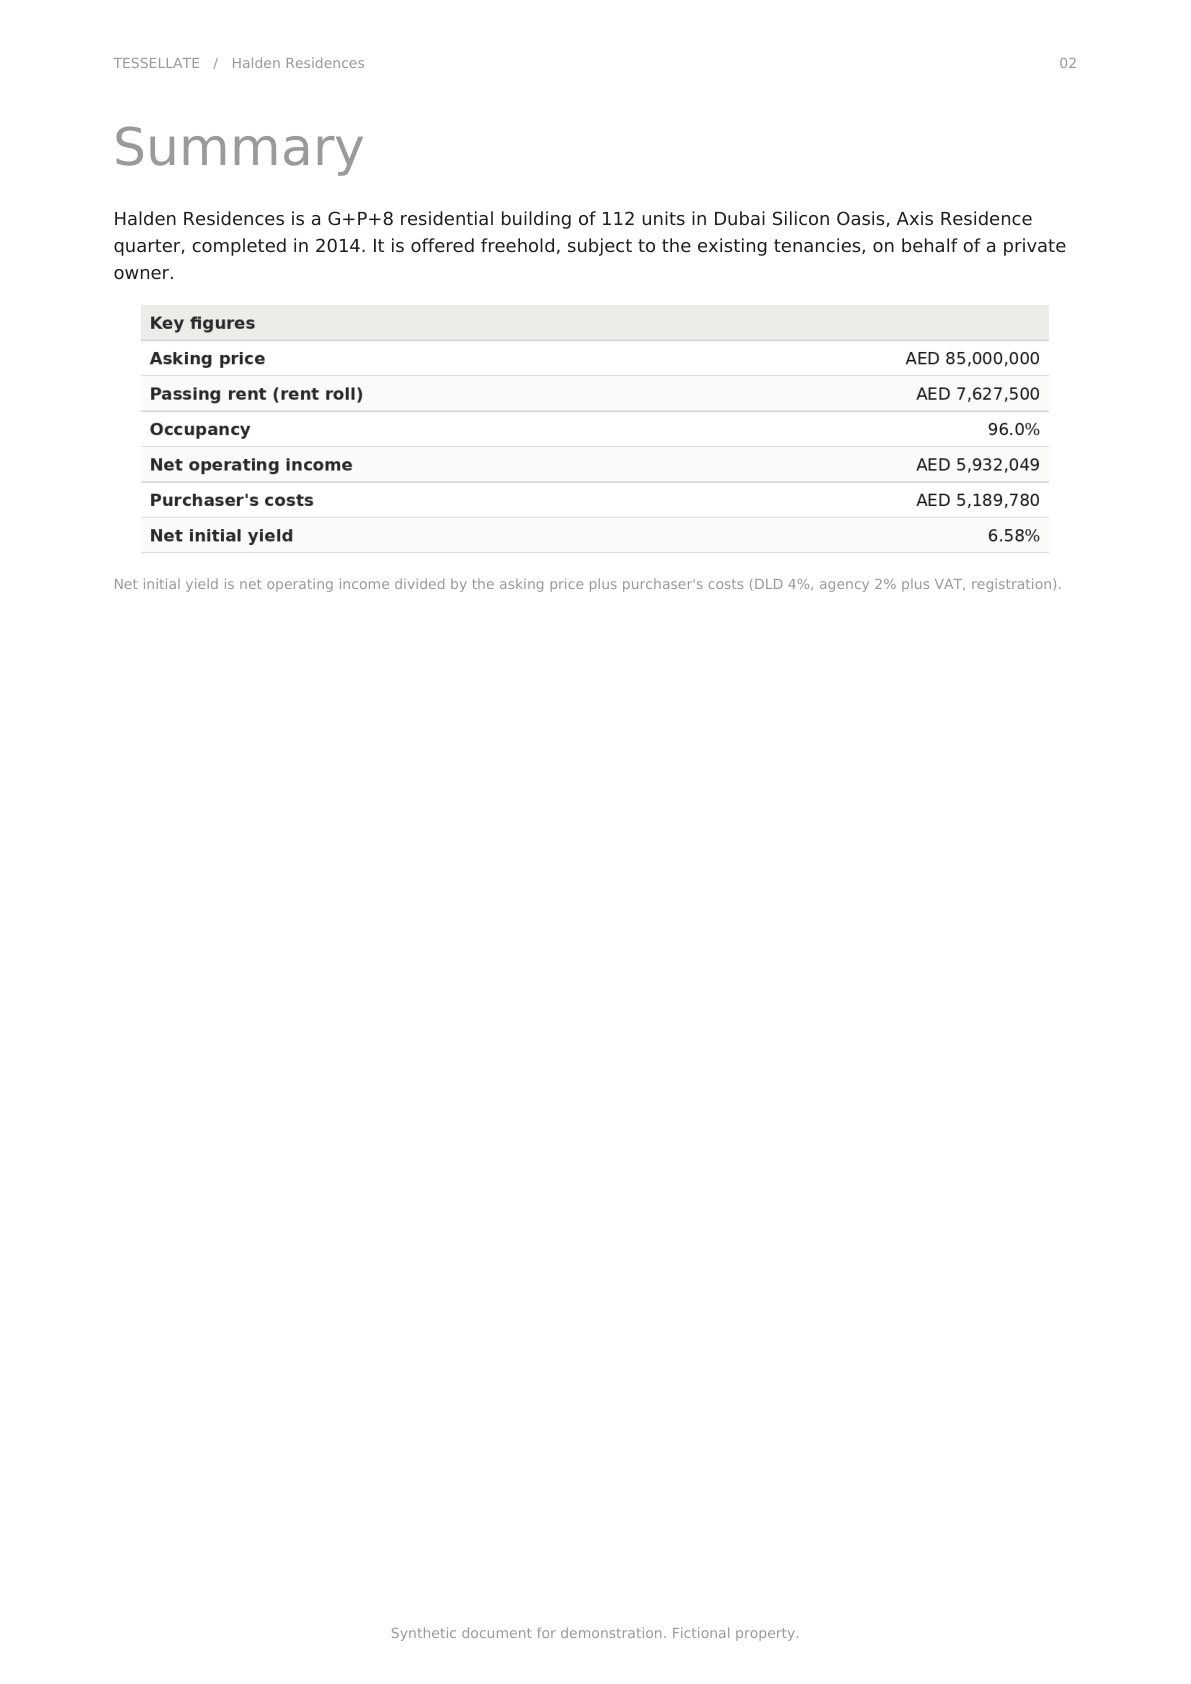 TESSELLATE / Halden Residences 02
Summary
Halden Residences is a G+P+8 residential building of 112 units in Dubai Silicon Oasis, Axis Residence
quarter, completed in 2014. It is offered freehold, subject to the existing tenancies, on behalf of a private
owner.
Key figures
Asking price AED 85,000,000
Passing rent (rent roll) AED 7,627,500
Occupancy 96.0%
Net operating income AED 5,932,049
Purchaser's costs AED 5,189,780
Net initial yield 6.58%
Net initial yield is net operating income divided by the asking price plus purchaser's costs (DLD 4%, agency 2% plus VAT, registration).
Synthetic document for demonstration. Fictional property.